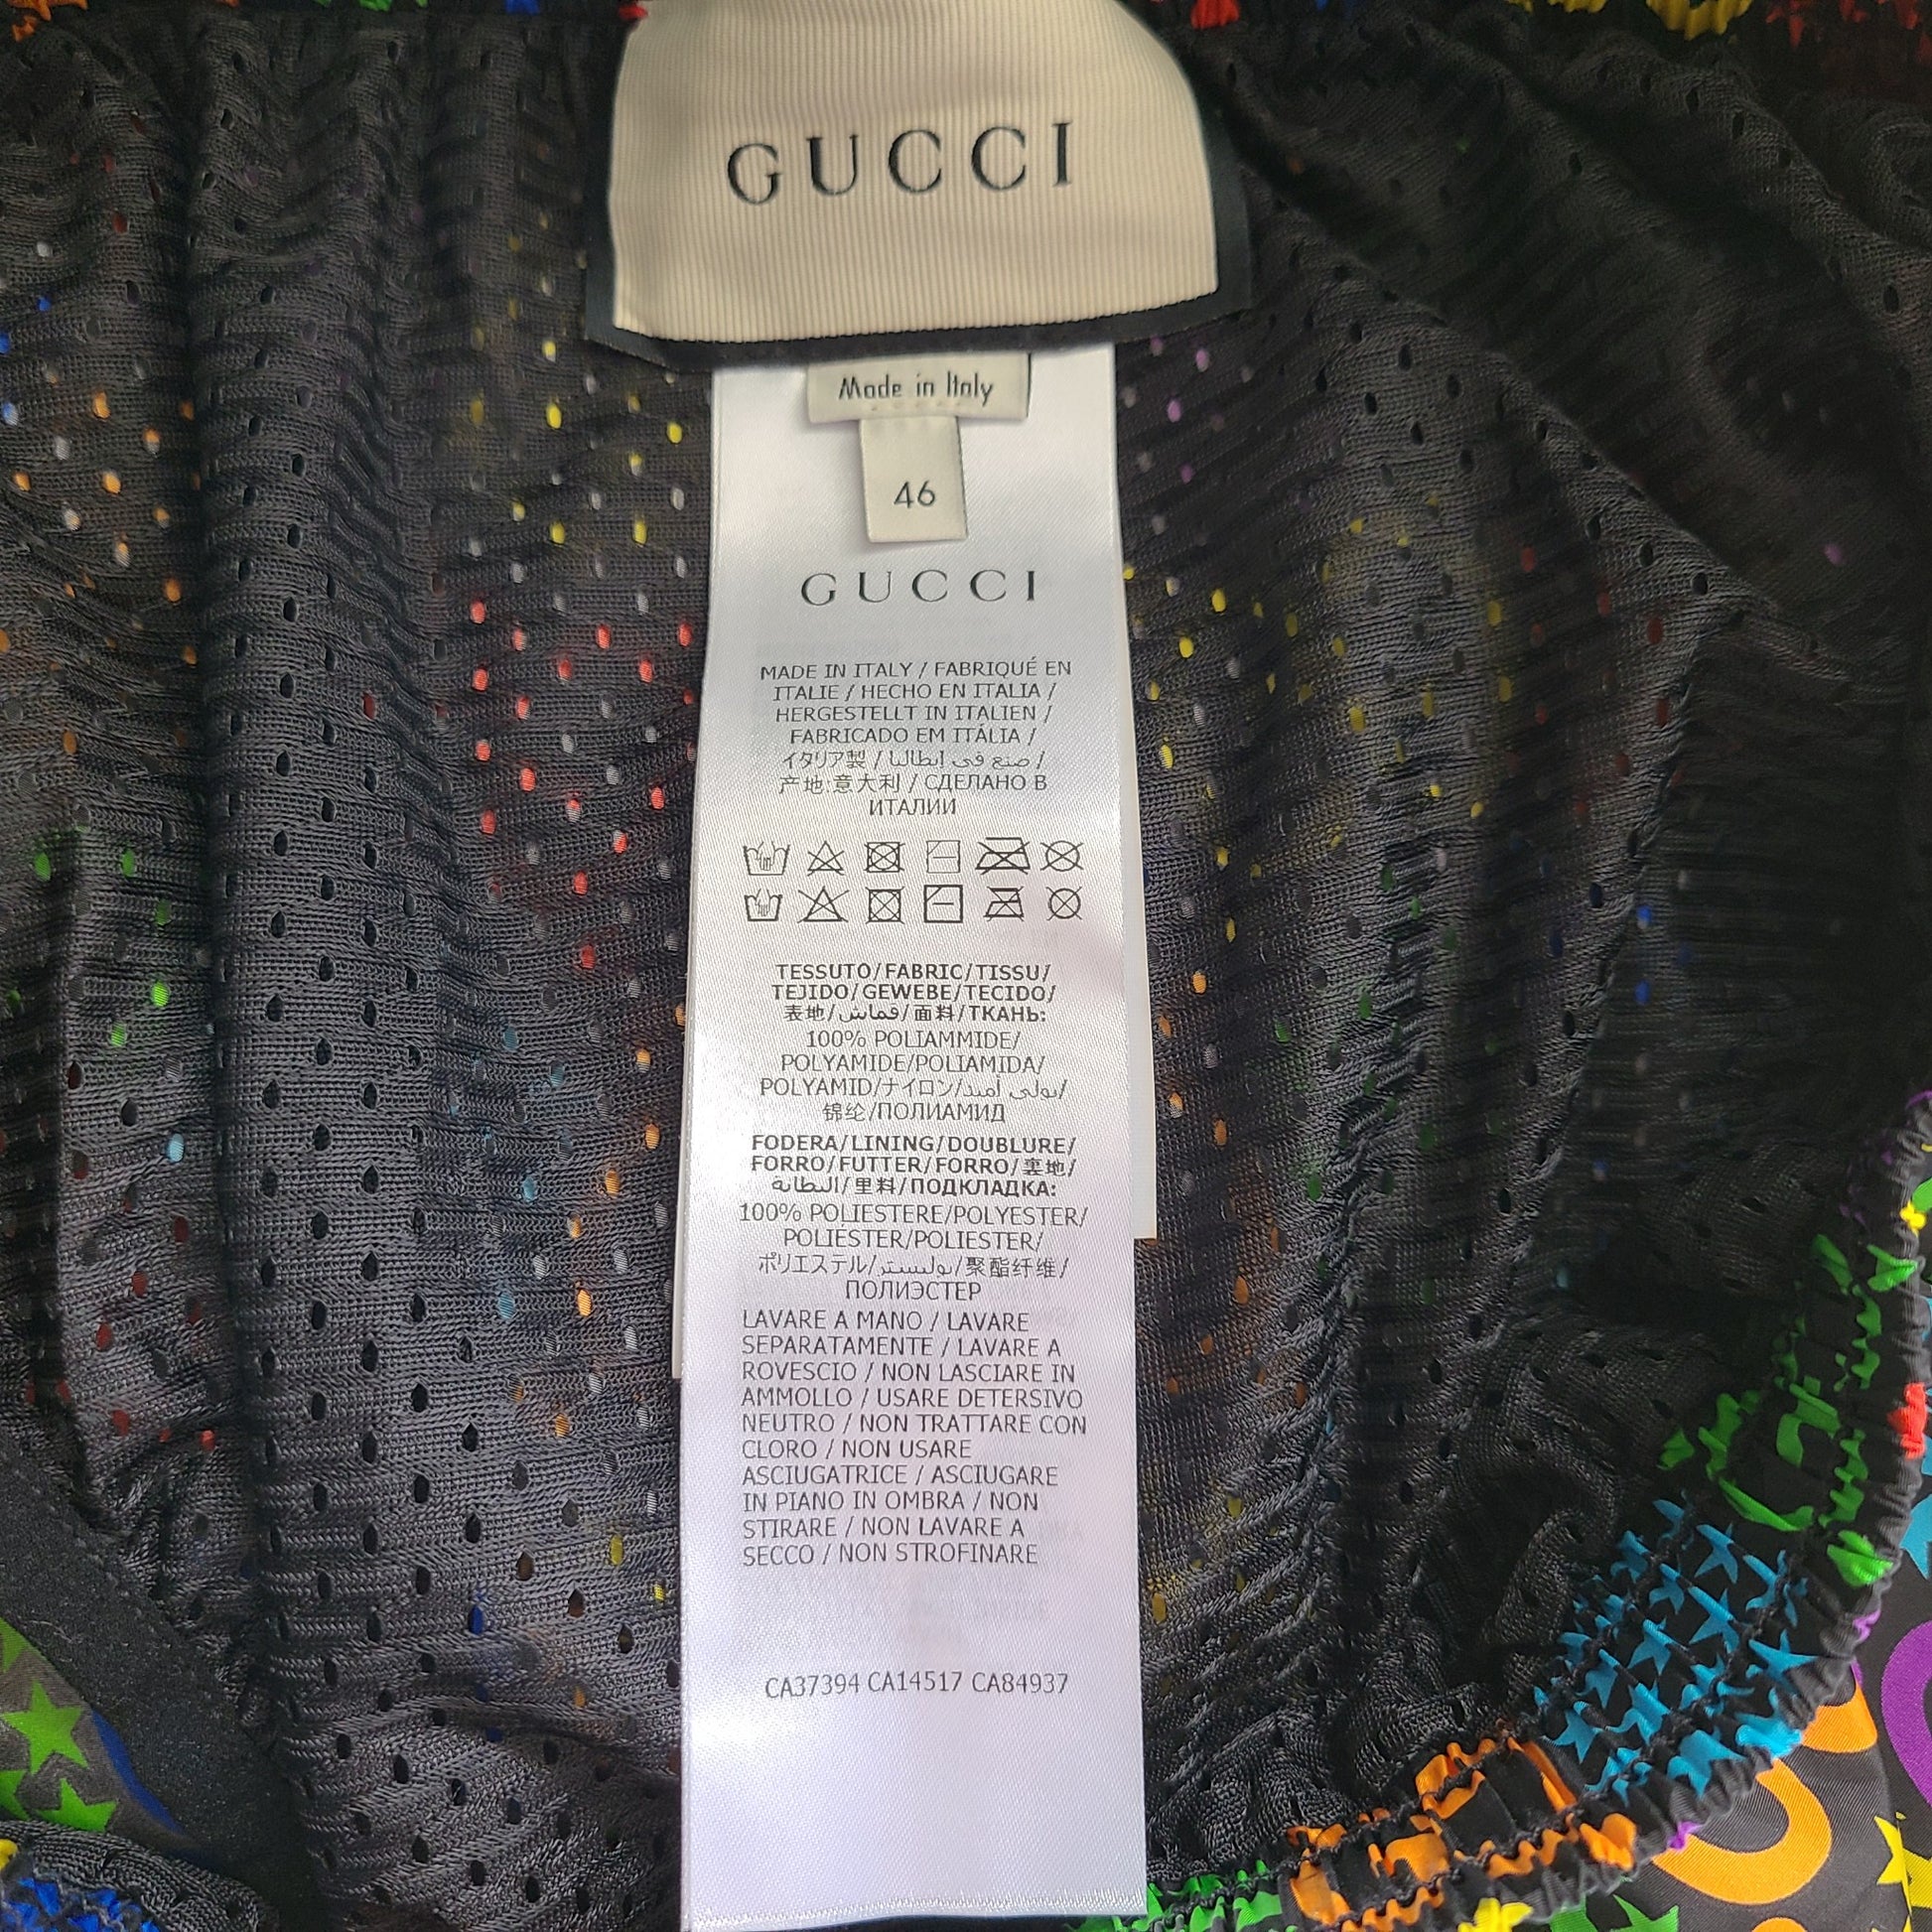 GUCCI
Made in Italy
46
GUCCI
MADE IN ITALY / FABRIQUÉ EN
ITALIE / HECHO EN ITALIA /
HERGESTELLT IN ITALIEN /
FABRICADO EM ITÁLIA /
イタリア製 / صنع في إيطاليا /
产地:意大利 / СДЕЛАНО В
ИТАЛИИ
TESSUTO/FABRIC/TISSU/
TEJIDO/GEWEBE/TECIDO/
表地/قماش/面料/ТКАНЬ:
100% POLIAMMIDE/
POLYAMIDE/POLIAMIDA/
POLYAMID/ナイロン/بولي أميد/
锦纶/ПОЛИАМИД
FODERA/LINING/DOUBLURE/
FORRO/FUTTER/FORRO/裏地/
البطانة/里料/ПОДКЛАДКА:
100% POLIESTERE/POLYESTER/
POLIÉSTER/POLIESTER/
ポリエステル/بوليستر/聚酯纤维/
ПОЛИЭСТЕР
LAVARE A MANO / LAVARE
SEPARATAMENTE / LAVARE A
ROVESCIO / NON LASCIARE IN
AMMOLLO / USARE DETERSIVO
NEUTRO / NON TRATTARE CON
CLORO / NON USARE
ASCIUGATRICE / ASCIUGARE
IN PIANO IN OMBRA / NON
STIRARE / NON LAVARE A
SECCO / NON STROFINARE
CA37394 CA14517 CA84937